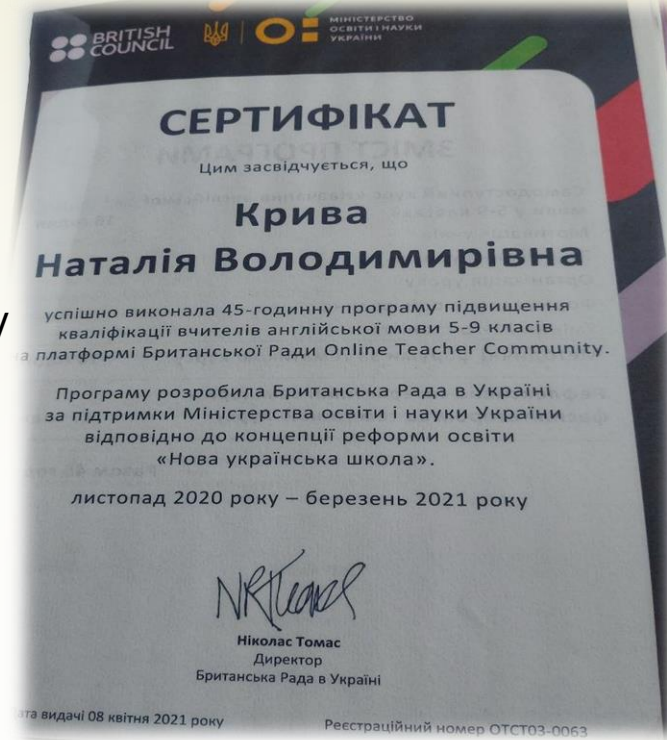 BRITISH
COUNCIL
МІНІСТЕРСТВО
ОСВІТИ І НАУКИ
УКРАЇНИ
СЕРТИФІКАТ
Цим засвідчується, що
Крива
Наталія Володимирівна
успішно виконала 45-годинну програму підвищення
кваліфікації вчителів англійської мови 5-9 класів
на платформі Британської Ради Online Teacher Community.
Програму розробила Британська Рада в Україні
за підтримки Міністерства освіти і науки України
відповідно до концепції реформи освіти
«Нова українська школа».
листопад 2020 року – березень 2021 року
Ніколас Томас
Директор
Британська Рада в Україні
дата видачі 08 квітня 2021 року
Реєстраційний номер OTCT03-0063